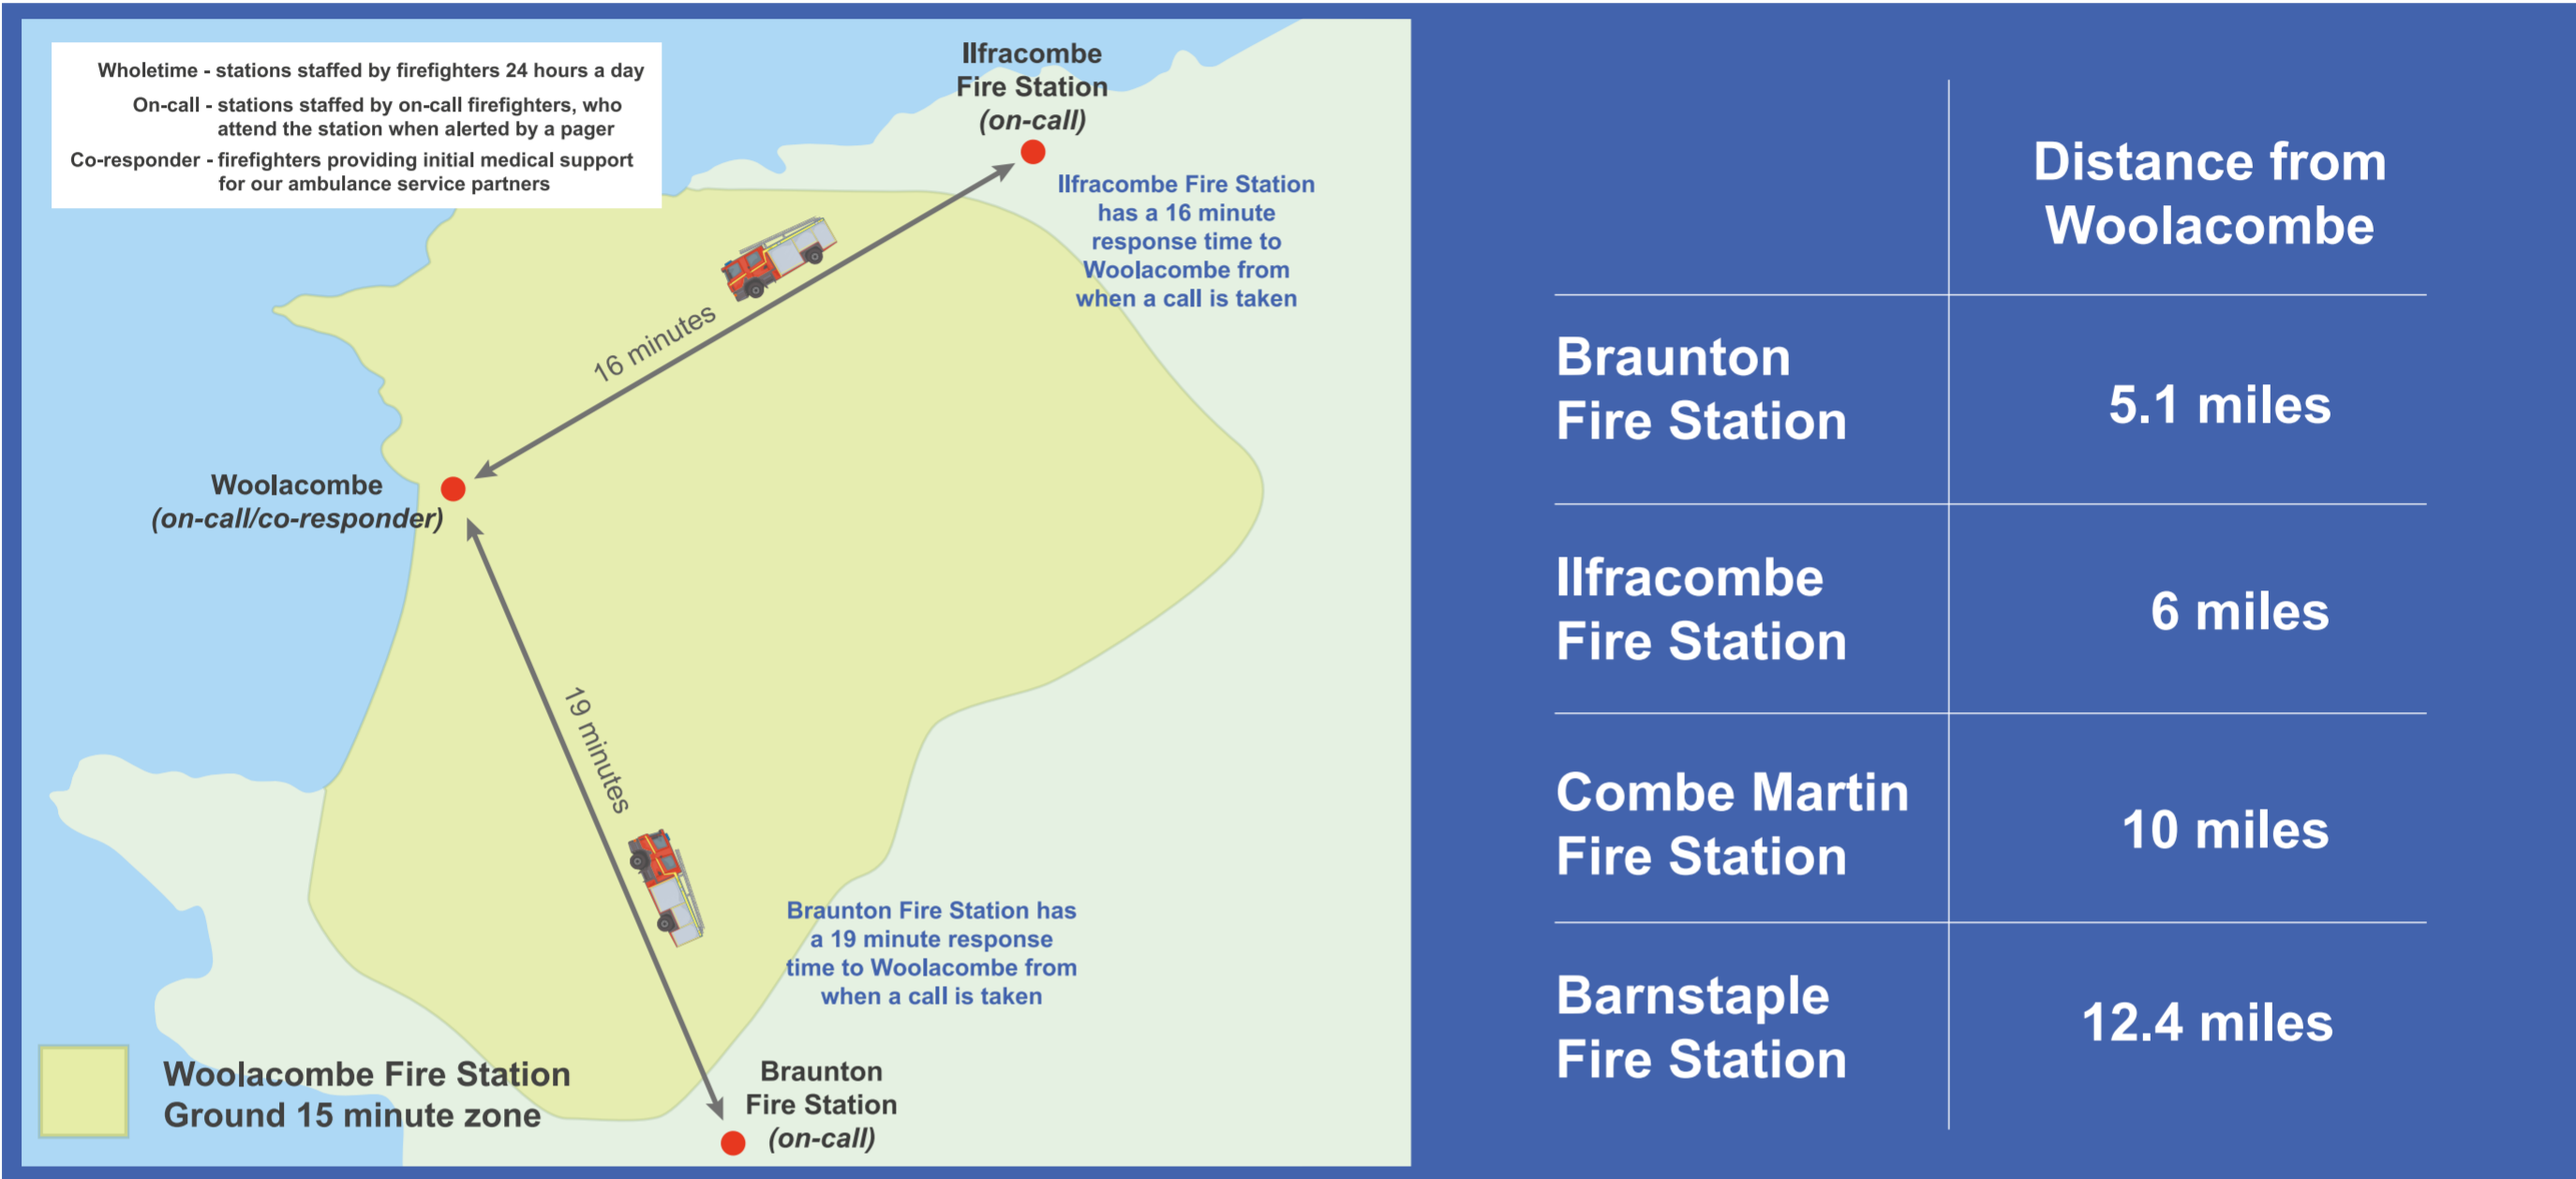 Wholetime - stations staffed by firefighters 24 hours a day
On-call - stations staffed by on-call firefighters, who
attend the station when alerted by a pager
Co-responder - firefighters providing initial medical support
for our ambulance service partners
Ilfracombe
Fire Station
(on-call)
Ilfracombe Fire Station
has a 16 minute
response time to
Woolacombe from
when a call is taken
16 minutes
Woolacombe
(on-call/co-responder)
19 minutes
Braunton Fire Station has
a 19 minute response
time to Woolacombe from
when a call is taken
Braunton
Fire Station
(on-call)
Woolacombe Fire Station
Ground 15 minute zone
Distance from
Woolacombe
Braunton
Fire Station
5.1 miles
Ilfracombe
Fire Station
6 miles
Combe Martin
Fire Station
10 miles
Barnstaple
Fire Station
12.4 miles